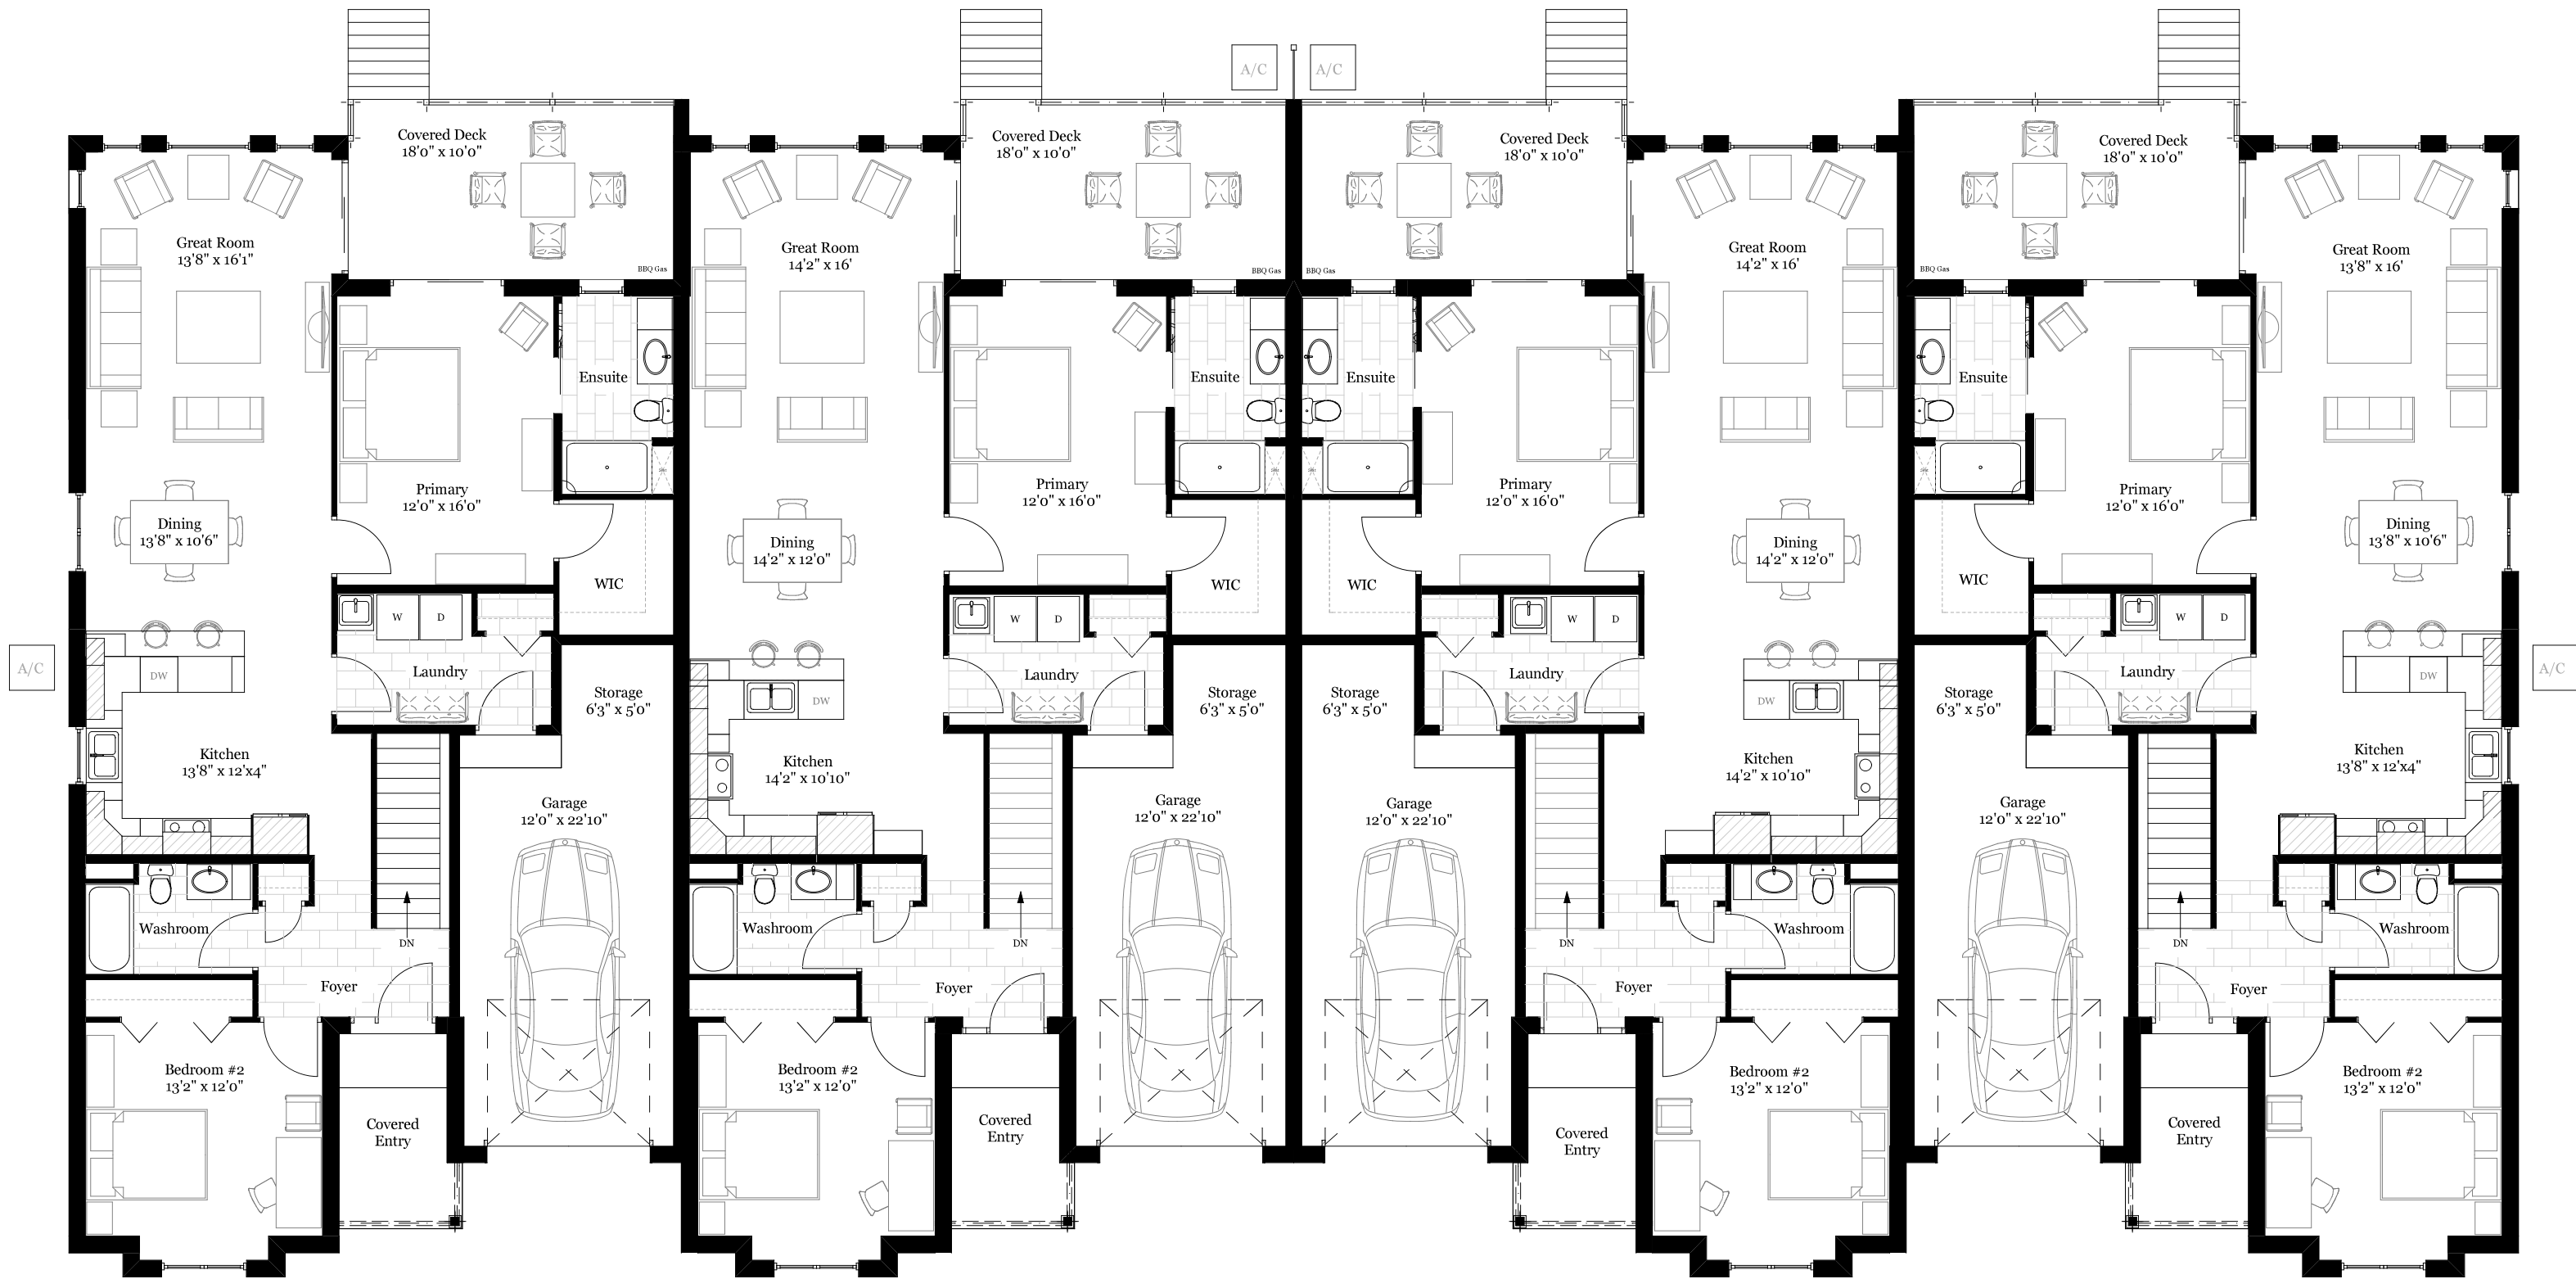 A/C
A/C
Covered Deck
18'0" x 10'0"
BBQ Gas
Great Room
13'8" x 16'1"
Ensuite
Primary
12'0" x 16'0"
Dining
13'8" x 10'6"
WIC
W
D
Laundry
A/C
DW
Storage
6'3" x 5'0"
Kitchen
13'8" x 12'x4"
Garage
12'0" x 22'10"
Washroom
DN
Foyer
Bedroom #2
13'2" x 12'0"
Covered
Entry
Covered Deck
18'0" x 10'0"
BBQ Gas
Great Room
14'2" x 16'
Ensuite
Primary
12'0" x 16'0"
Dining
14'2" x 12'0"
WIC
W
D
Laundry
DW
Storage
6'3" x 5'0"
Kitchen
14'2" x 10'10"
Garage
12'0" x 22'10"
Washroom
DN
Foyer
Bedroom #2
13'2" x 12'0"
Covered
Entry
Covered Deck
18'0" x 10'0"
BBQ Gas
Great Room
14'2" x 16'
Ensuite
Primary
12'0" x 16'0"
Dining
14'2" x 12'0"
WIC
W
D
Laundry
DW
Storage
6'3" x 5'0"
Kitchen
14'2" x 10'10"
Garage
12'0" x 22'10"
Washroom
DN
Foyer
Bedroom #2
13'2" x 12'0"
Covered
Entry
Covered Deck
18'0" x 10'0"
BBQ Gas
Great Room
13'8" x 16'
Ensuite
Primary
12'0" x 16'0"
Dining
13'8" x 10'6"
WIC
W
D
Laundry
A/C
DW
Storage
6'3" x 5'0"
Kitchen
13'8" x 12'x4"
Garage
12'0" x 22'10"
Washroom
DN
Foyer
Bedroom #2
13'2" x 12'0"
Covered
Entry